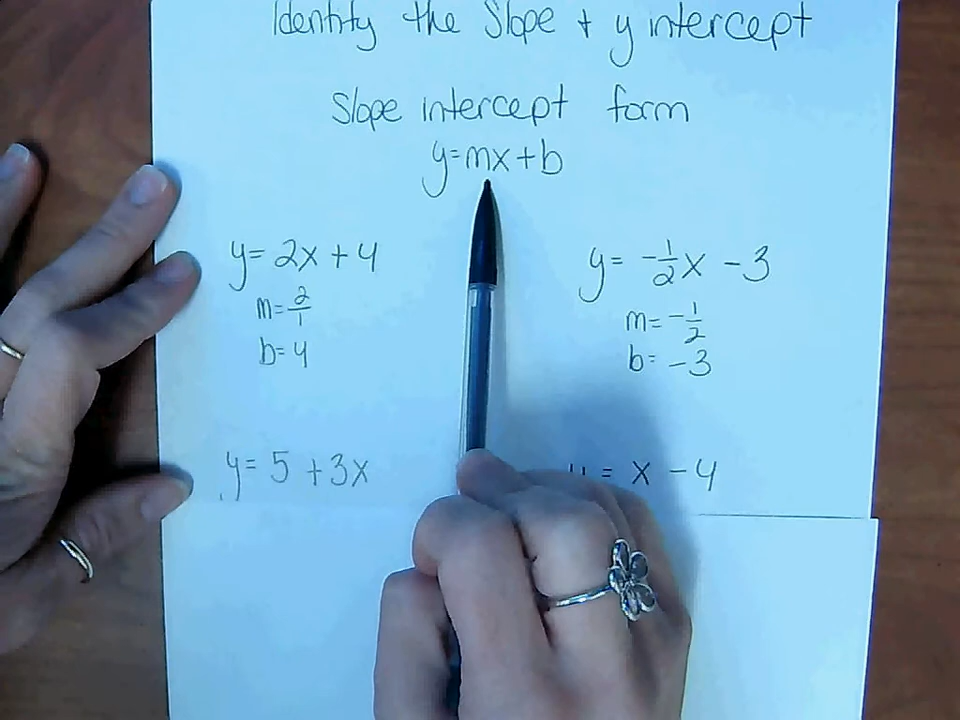 Identify the Slope + y intercept
Slope intercept form
y=mx+b
y= 2x+4
m=2/1
b=4
y= -1/2x -3
m=-1/2
b= -3
y= 5 +3x
y = x -4